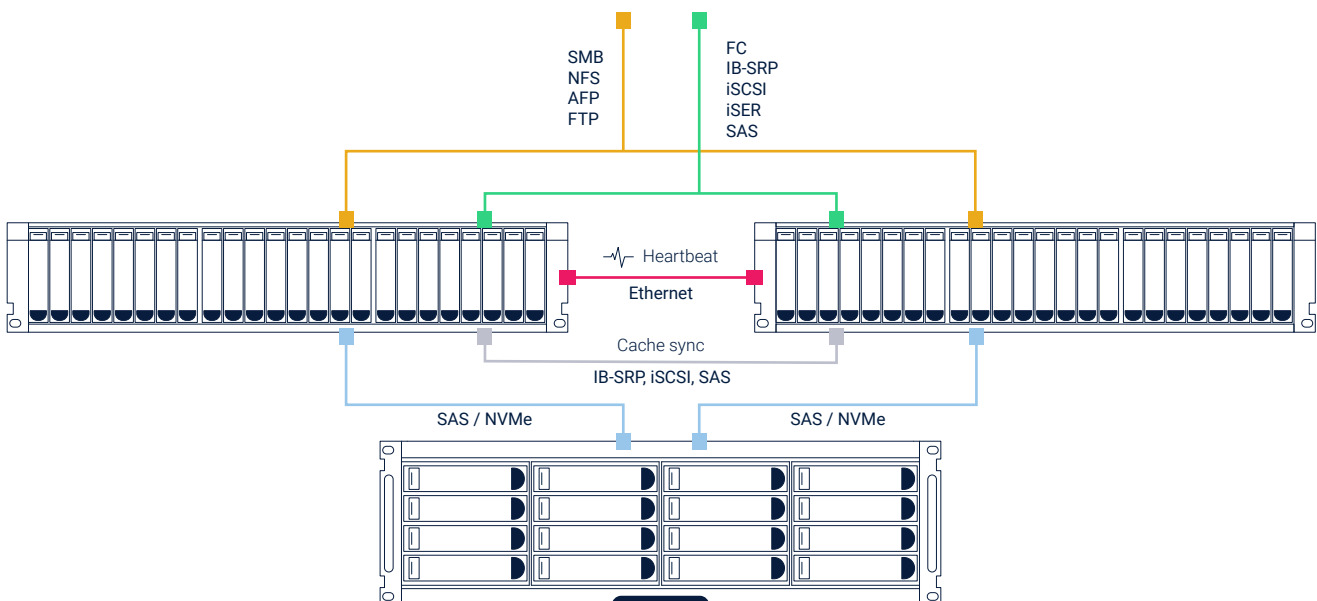 SMB
NFS
AFP
FTP
FC
IB-SRP
iSCSI
iSER
SAS
Heartbeat
Ethernet
Cache sync
IB-SRP, iSCSI, SAS
SAS / NVMe
SAS / NVMe